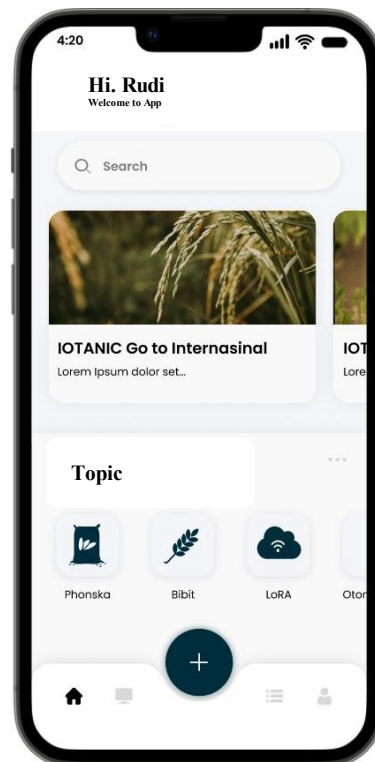 4:20
Hi. Rudi
Welcome to App
Search
IOTANIC Go to Internasinal
IOT
Lorem Ipsum dolor set...
Lore
Topic
Phonska
Bibit
LoRA
Otor